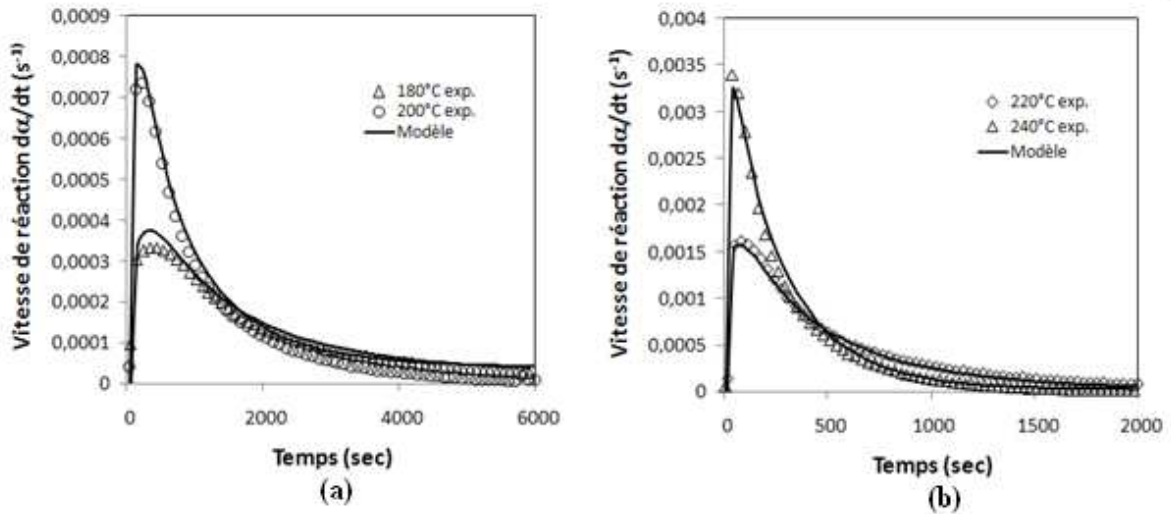 0,0009
0,0008
0,0007
0,0006
0,0005
0,0004
0,0003
0,0002
0,0001
0
Vitesse de réaction dα/dt (s⁻¹)
180°C exp.
200°C exp.
Modèle
0 2000 4000 6000
Temps (sec)
(a)
0,004
0,0035
0,003
0,0025
0,002
0,0015
0,001
0,0005
0
Vitesse de réaction dα/dt (s⁻¹)
220°C exp.
240°C exp.
Modèle
0 500 1000 1500 2000
Temps (sec)
(b)